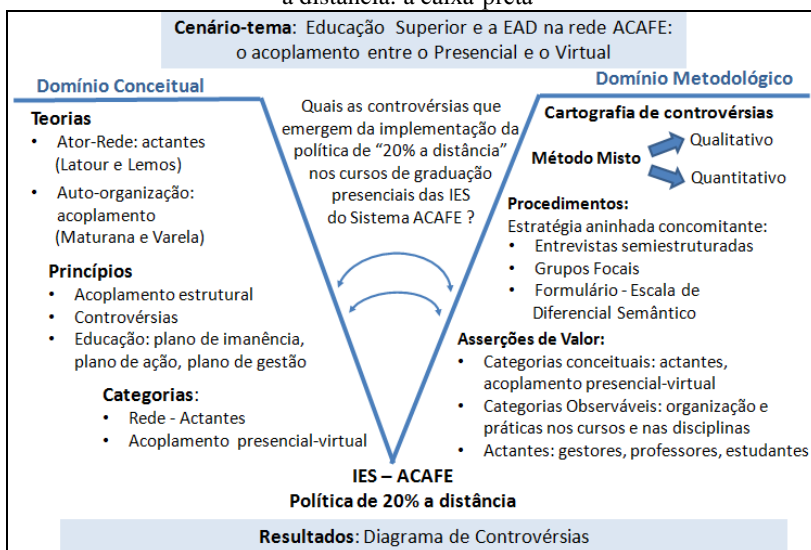 a distância: a caixa-preta
Cenário-tema: Educação Superior e a EAD na rede ACAFE:
o acoplamento entre o Presencial e o Virtual
Domínio Conceitual
Teorias
• Ator-Rede: actantes
(Latour e Lemos)
• Auto-organização:
acoplamento
(Maturana e Varela)
Princípios
• Acoplamento estrutural
• Controvérsias
• Educação: plano de imanência,
plano de ação, plano de gestão
Categorias:
• Rede - Actantes
• Acoplamento presencial-virtual
Quais as controvérsias que
emergem da implementação da
política de “20% a distância”
nos cursos de graduação
presenciais das IES
do Sistema ACAFE ?
Domínio Metodológico
Cartografia de controvérsias
Método Misto
Qualitativo
Quantitativo
Procedimentos:
Estratégia aninhada concomitante:
• Entrevistas semiestruturadas
• Grupos Focais
• Formulário - Escala de
Diferencial Semântico
Asserções de Valor:
• Categorias conceituais: actantes,
acoplamento presencial-virtual
• Categorias Observáveis: organização e
práticas nos cursos e nas disciplinas
• Actantes: gestores, professores, estudantes
IES – ACAFE
Política de 20% a distância
Resultados: Diagrama de Controvérsias